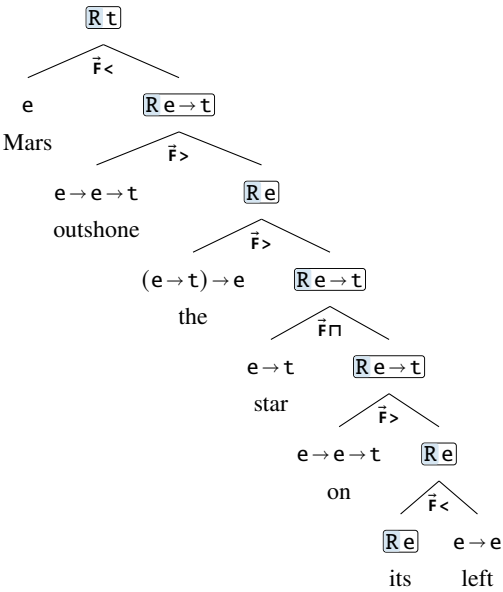 R t
F⃗ <
e
R e → t
Mars
F⃗ >
e → e → t
R e
outshone
F⃗ >
(e → t) → e
R e → t
the
F⃗ ⊓
e → t
R e → t
star
F⃗ >
e → e → t
R e
on
F⃗ <
R e
e → e
its
left